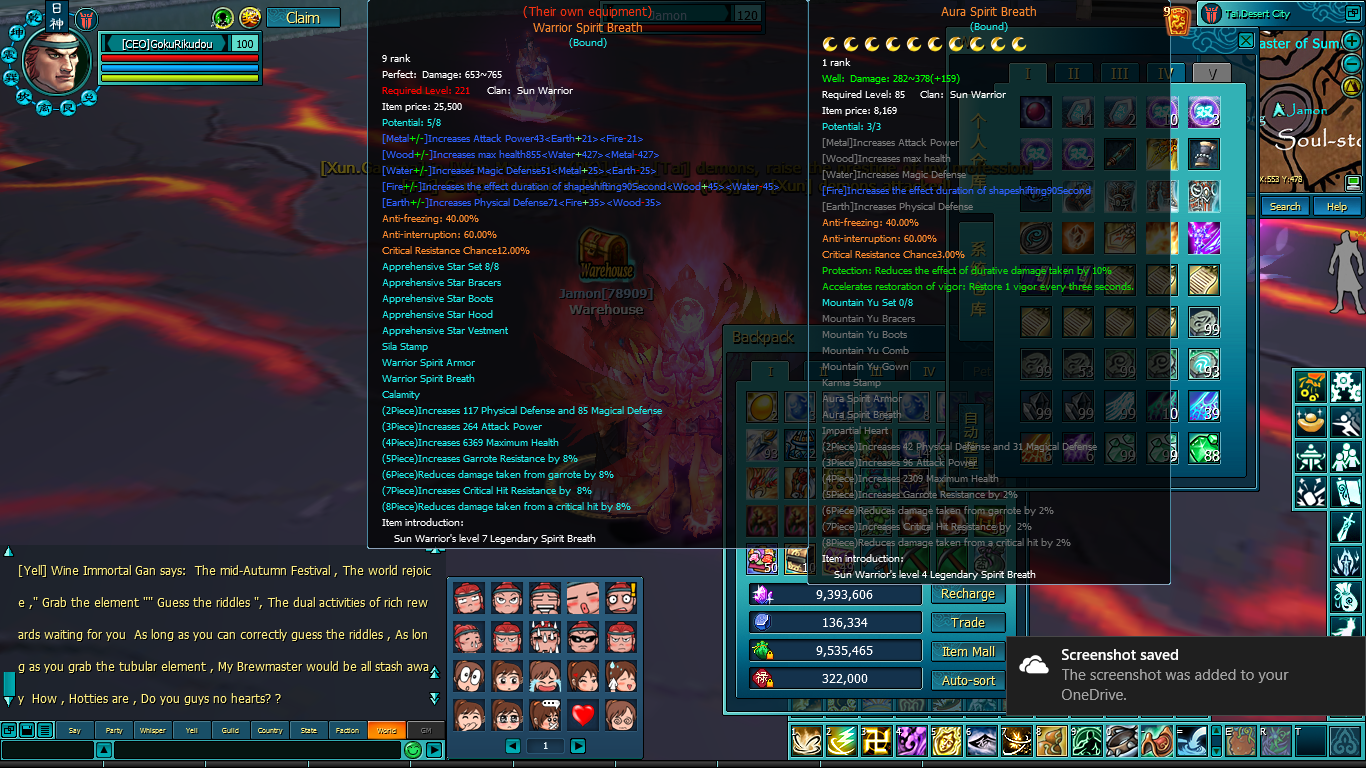 日
神
[CEO]GokuRikudou 100
Claim
Jamon 120
Tai.Desert City
(Their own equipment)
Warrior Spirit Breath
(Bound)
9 rank
Perfect: Damage: 653~765
Required Level: 221 Clan: Sun Warrior
Item price: 25,500
Potential: 5/8
[Metal+/-]Increases Attack Power43<Earth+21><Fire-21>
[Wood+/-]Increases max health855<Water+427><Metal-427>
[Water+/-]Increases Magic Defense51<Metal+25><Earth-25>
[Fire+/-]Increases the effect duration of shapeshifting90Second<Wood+45><Water-45>
[Earth+/-]Increases Physical Defense71<Fire+35><Wood-35>
Anti-freezing: 40.00%
Anti-interruption: 60.00%
Critical Resistance Chance12.00%
Apprehensive Star Set 8/8
Apprehensive Star Bracers
Apprehensive Star Boots
Apprehensive Star Hood
Apprehensive Star Vestment
Sila Stamp
Warrior Spirit Armor
Warrior Spirit Breath
Calamity
(2Piece)Increases 117 Physical Defense and 85 Magical Defense
(3Piece)Increases 264 Attack Power
(4Piece)Increases 6369 Maximum Health
(5Piece)Increases Garrote Resistance by 8%
(6Piece)Reduces damage taken from garrote by 8%
(7Piece)Increases Critical Hit Resistance by 8%
(8Piece)Reduces damage taken from a critical hit by 8%
Item introduction:
Sun Warrior's level 7 Legendary Spirit Breath
Aura Spirit Breath
(Bound)
1 rank
Well: Damage: 282~378(+159)
Required Level: 85 Clan: Sun Warrior
Item price: 8,169
Potential: 3/3
[Metal]Increases Attack Power
[Wood]Increases max health
[Water]Increases Magic Defense
[Fire]Increases the effect duration of shapeshifting90Second
[Earth]Increases Physical Defense
Anti-freezing: 40.00%
Anti-interruption: 60.00%
Critical Resistance Chance3.00%
Protection: Reduces the effect of durative damage taken by 10%
Accelerates restoration of vigor: Restore 1 vigor every three seconds.
Mountain Yu Set 0/8
Mountain Yu Bracers
Mountain Yu Boots
Mountain Yu Comb
Mountain Yu Gown
Karma Stamp
Aura Spirit Armor
Aura Spirit Breath
Impartial Heart
(2Piece)Increases 42 Physical Defense and 31 Magical Defense
(3Piece)Increases 96 Attack Power
(4Piece)Increases 2309 Maximum Health
(5Piece)Increases Garrote Resistance by 2%
(6Piece)Reduces damage taken from garrote by 2%
(7Piece)Increases Critical Hit Resistance by 2%
(8Piece)Reduces damage taken from a critical hit by 2%
Item introduction:
Sun Warrior's level 4 Legendary Spirit Breath
Warehouse
Jamon[78909]
Warehouse
Backpack
I II III IV V
aster of Sum
Jamon
Soul-sto
X:553 Y:478
Search Help
[Yell] Wine Immortal Gan says: The mid-Autumn Festival , The world rejoic
e ," Grab the element "" Guess the riddles ", The dual activities of rich rew
ards waiting for you As long as you can correctly guess the riddles , As lon
g as you grab the tubular element , My Brewmaster would be all stash awa
y How , Hotties are , Do you guys no hearts? ?
Say Party Whisper Yell Guild Country State Faction World GM
1
9,393,606 Recharge
136,334 Trade
9,535,465 Item Mall
322,000 Auto-sort
Screenshot saved
The screenshot was added to your
OneDrive.